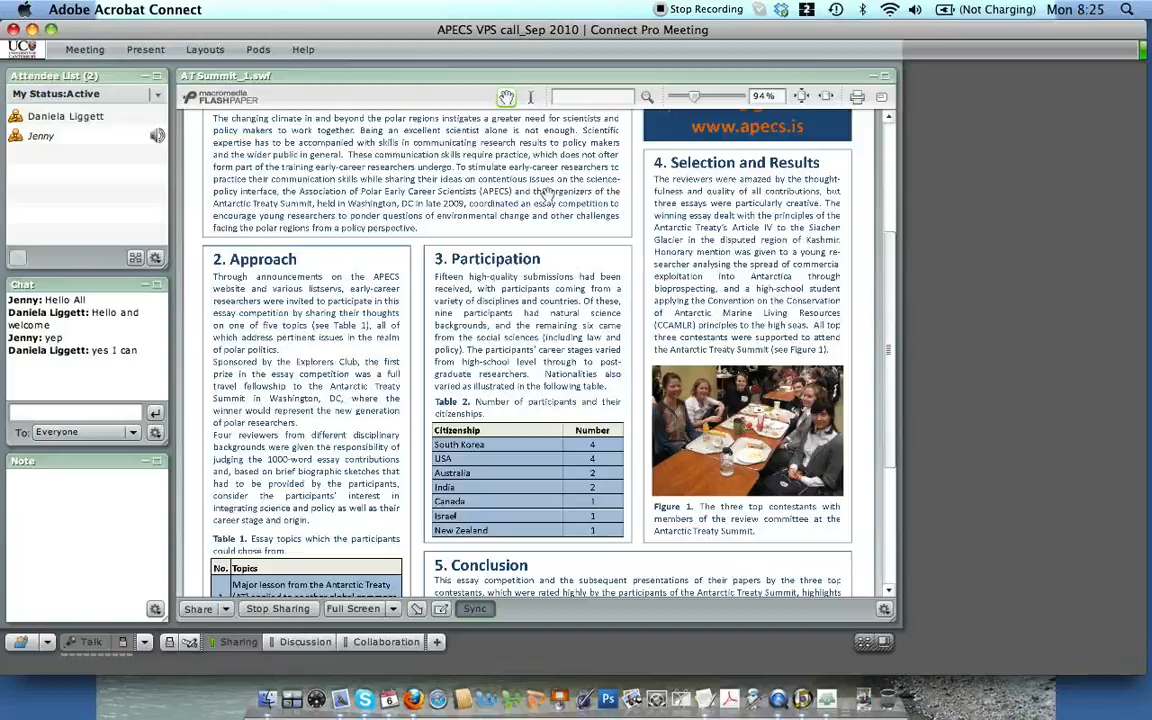 Adobe Acrobat Connect
Stop Recording
(Not Charging)
Mon 8:25
APECS VPS call_Sep 2010 | Connect Pro Meeting
UC
Meeting Present Layouts Pods Help
Attendee List (2)
My Status:Active
Daniela Liggett
Jenny
Chat
Jenny: Hello All
Daniela Liggett: Hello and
welcome
Jenny: yep
Daniela Liggett: yes I can
To: Everyone
Note
AT Summit_1.swf
macromedia
FLASHPAPER
94%
The changing climate in and beyond the polar regions instigates a greater need for scientists and
policy makers to work together. Being an excellent scientist alone is not enough. Scientific
expertise has to be accompanied with skills in communicating research results to policy makers
and the wider public in general. These communication skills require practice, which does not often
form part of the training early-career researchers undergo. To stimulate early-career researchers to
practice their communication skills while sharing their ideas on contentious issues on the science-
policy interface, the Association of Polar Early Career Scientists (APECS) and the organizers of the
Antarctic Treaty Summit, held in Washington, DC in late 2009, coordinated an essay competition to
encourage young researchers to ponder questions of environmental change and other challenges
facing the polar regions from a policy perspective.
2. Approach
Through announcements on the APECS
website and various listservs, early-career
researchers were invited to participate in this
essay competition by sharing their thoughts
on one of five topics (see Table 1), all of
which address pertinent issues in the realm
of polar politics.
Sponsored by the Explorers Club, the first
prize in the essay competition was a full
travel fellowship to the Antarctic Treaty
Summit in Washington, DC, where the
winner would represent the new generation
of polar researchers.
Four reviewers from different disciplinary
backgrounds were given the responsibility of
judging the 1000-word essay contributions
and, based on brief biographic sketches that
had to be provided by the participants,
consider the participants' interest in
integrating science and policy as well as their
career stage and origin.
Table 1. Essay topics which the participants
could chose from.
No. Topics
Major lesson from the Antarctic Treaty
3. Participation
Fifteen high-quality submissions had been
received, with participants coming from a
variety of disciplines and countries. Of these,
nine participants had natural science
backgrounds, and the remaining six came
from the social sciences (including law and
policy). The participants' career stages varied
from high-school level through to post-
graduate researchers. Nationalities also
varied as illustrated in the following table.
Table 2. Number of participants and their
citizenships.
Citizenship Number
South Korea 4
USA 4
Australia 2
India 2
Canada 1
Israel 1
New Zealand 1
www.apecs.is
4. Selection and Results
The reviewers were amazed by the thought-
fulness and quality of all contributions, but
three essays were particularly creative. The
winning essay dealt with the principles of the
Antarctic Treaty's Article IV to the Siachen
Glacier in the disputed region of Kashmir.
Honorary mention was given to a young re-
searcher analysing the spread of commercial
exploitation into Antarctica through
bioprospecting, and a high-school student
applying the Convention on the Conservation
of Antarctic Marine Living Resources
(CCAMLR) principles to the high seas. All top
three contestants were supported to attend
the Antarctic Treaty Summit (see Figure 1).
Figure 1. The three top contestants with
members of the review committee at the
Antarctic Treaty Summit.
5. Conclusion
This essay competition and the subsequent presentations of their papers by the three top
contestants, which were rated highly by the participants of the Antarctic Treaty Summit, highlights
Share Stop Sharing Full Screen Sync
Talk Sharing Discussion Collaboration